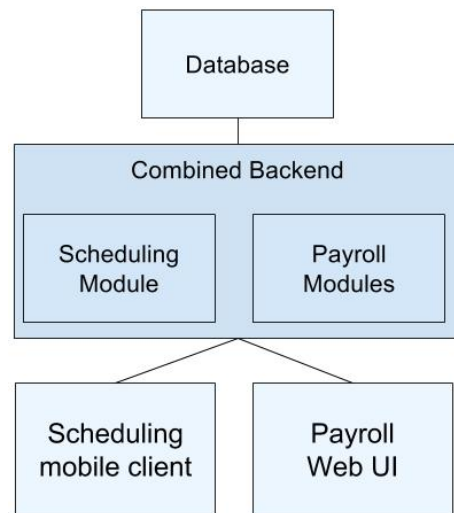 Database
Combined Backend
Scheduling
Module
Payroll
Modules
Scheduling
mobile client
Payroll
Web UI